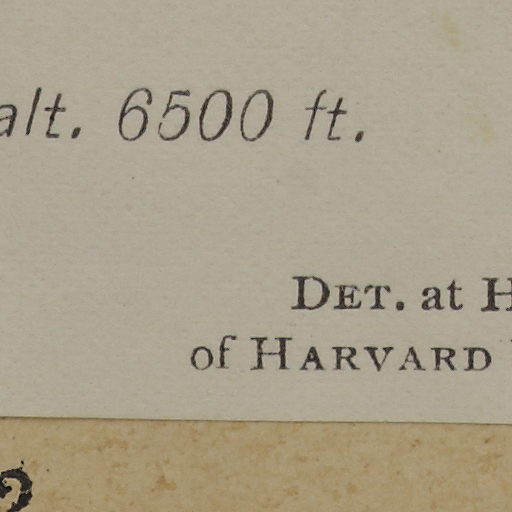 alt. 6500 ft.
DET. at H
of HARVARD